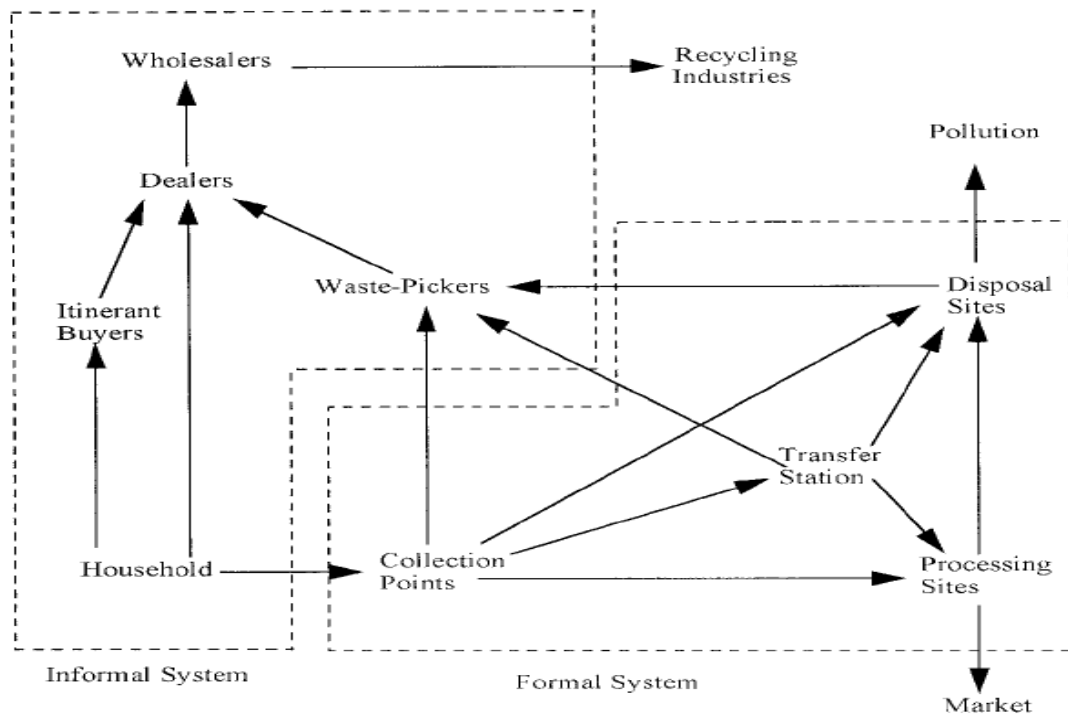 Wholesalers
Recycling
Industries
Pollution
Dealers
Waste-Pickers
Disposal
Sites
Itinerant
Buyers
Transfer
Station
Household
Collection
Points
Processing
Sites
Informal System
Formal System
Market